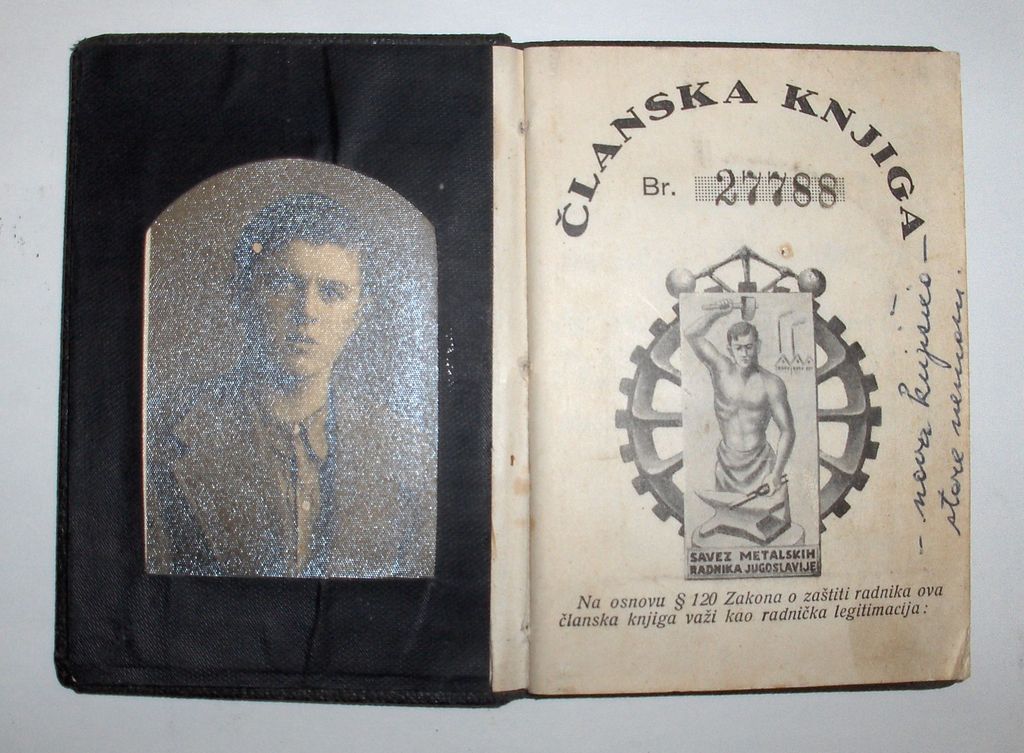 ČLANSKA KNJIGA
Br. 27788
SAVEZ METALSKIH
RADNIKA JUGOSLAVIJE
Na osnovu § 120 Zakona o zaštiti radnika ova
članska knjiga važi kao radnička legitimacija:
– nova knjižica –
stare nemam.